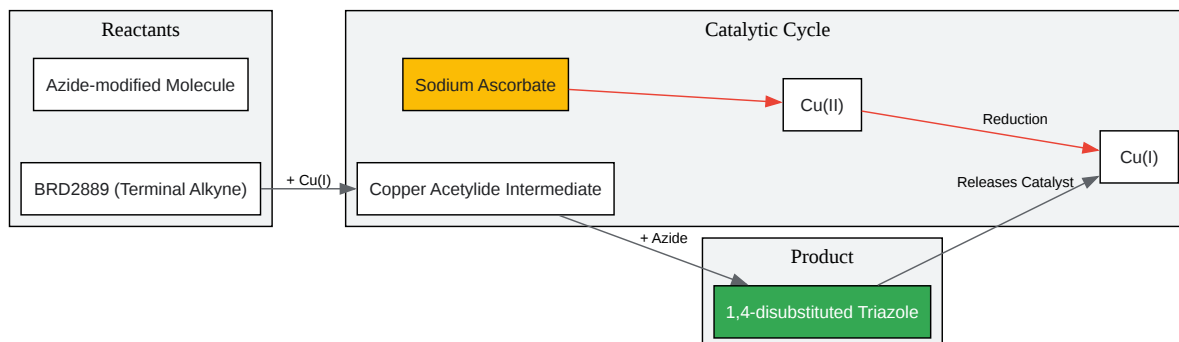 Reactants
Azide-modified Molecule
BRD2889 (Terminal Alkyne)
+ Cu(I)
Catalytic Cycle
Sodium Ascorbate
Cu(II)
Reduction
Cu(I)
Copper Acetylide Intermediate
Releases Catalyst
+ Azide
Product
1,4-disubstituted Triazole